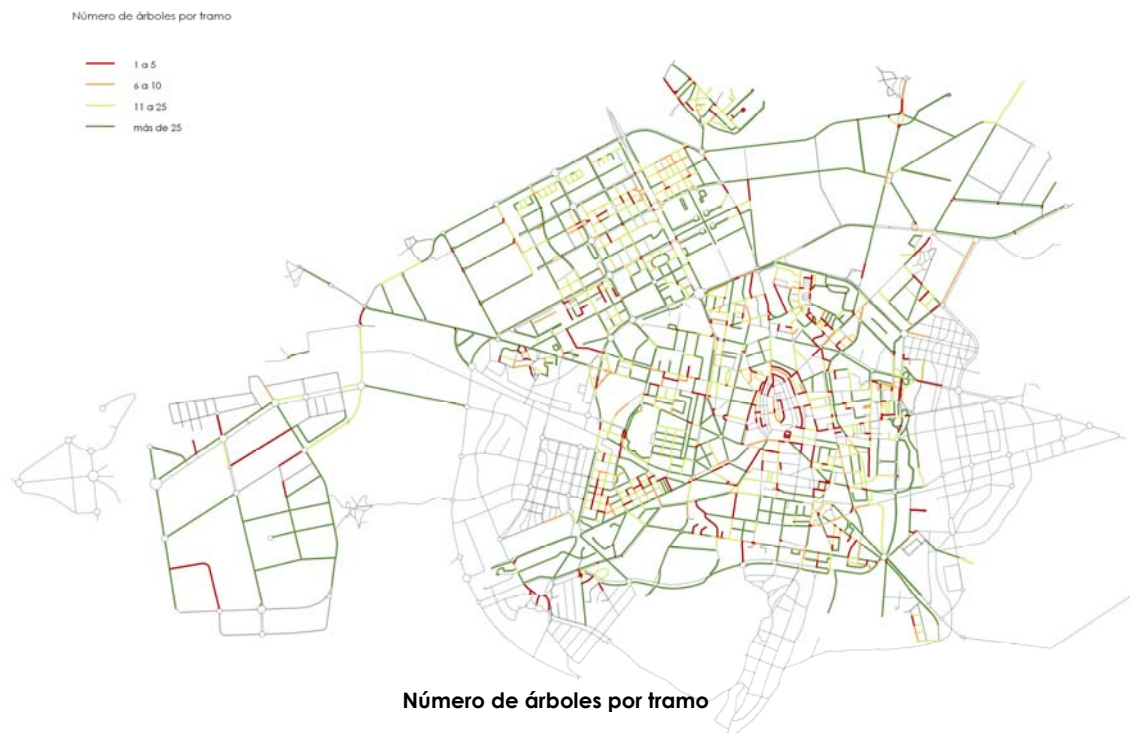 Número de árboles por tramo
1 a 5
6 a 10
11 a 25
más de 25
Número de árboles por tramo